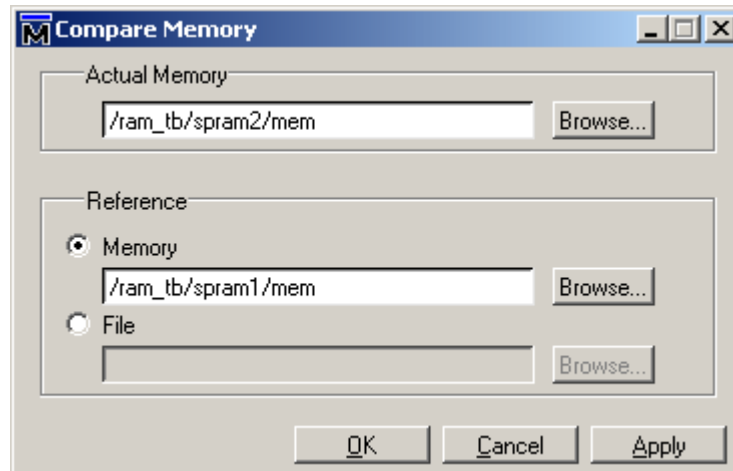 Compare Memory
Actual Memory
/ram_tb/spram2/mem Browse...
Reference
Memory
/ram_tb/spram1/mem Browse...
File
Browse...
OK Cancel Apply